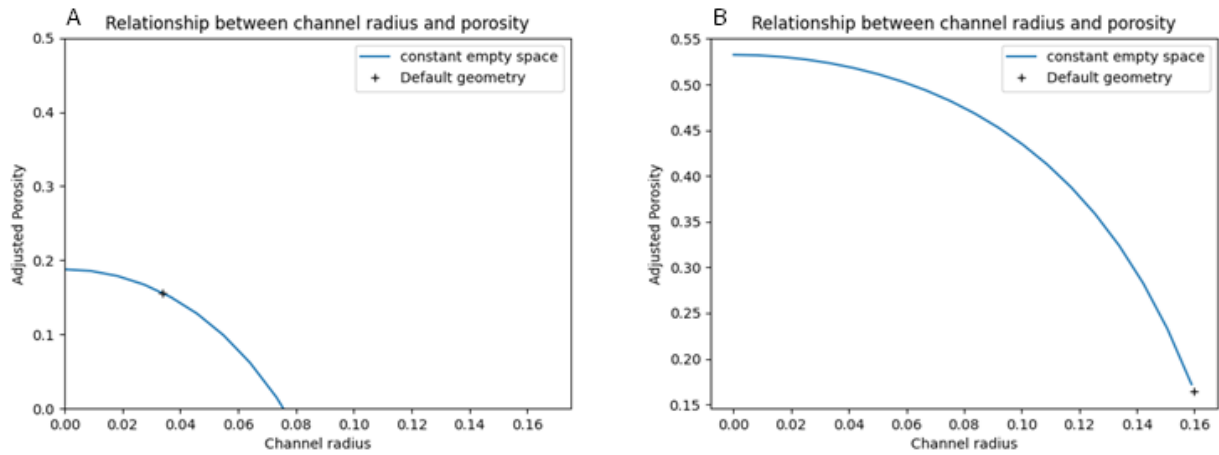 A
Relationship between channel radius and porosity
0.5
0.4
0.3
0.2
0.1
0.0
Adjusted Porosity
constant empty space
Default geometry
0.00 0.02 0.04 0.06 0.08 0.10 0.12 0.14 0.16
Channel radius
B
Relationship between channel radius and porosity
0.55
0.50
0.45
0.40
0.35
0.30
0.25
0.20
0.15
Adjusted Porosity
constant empty space
Default geometry
0.00 0.02 0.04 0.06 0.08 0.10 0.12 0.14 0.16
Channel radius